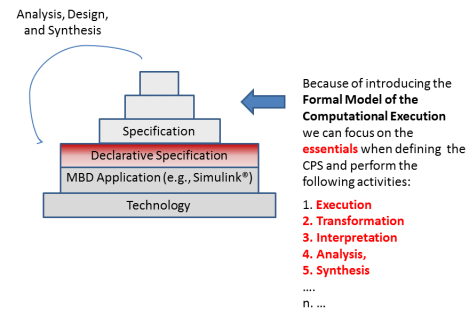 Analysis, Design,
and Synthesis
Specification
Declarative Specification
MBD Application (e.g., Simulink®)
Technology
Because of introducing the
Formal Model of the
Computational Execution
we can focus on the
essentials when defining the
CPS and perform the
following activities:
1. Execution
2. Transformation
3. Interpretation
4. Analysis,
5. Synthesis
....
n. ...